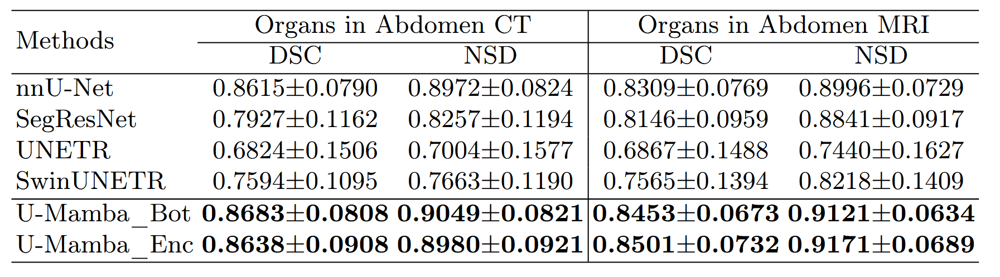 Methods Organs in Abdomen CT Organs in Abdomen MRI
DSC NSD DSC NSD
nnU-Net 0.8615±0.0790 0.8972±0.0824 0.8309±0.0769 0.8996±0.0729
SegResNet 0.7927±0.1162 0.8257±0.1194 0.8146±0.0959 0.8841±0.0917
UNETR 0.6824±0.1506 0.7004±0.1577 0.6867±0.1488 0.7440±0.1627
SwinUNETR 0.7594±0.1095 0.7663±0.1190 0.7565±0.1394 0.8218±0.1409
U-Mamba_Bot 0.8683±0.0808 0.9049±0.0821 0.8453±0.0673 0.9121±0.0634
U-Mamba_Enc 0.8638±0.0908 0.8980±0.0921 0.8501±0.0732 0.9171±0.0689